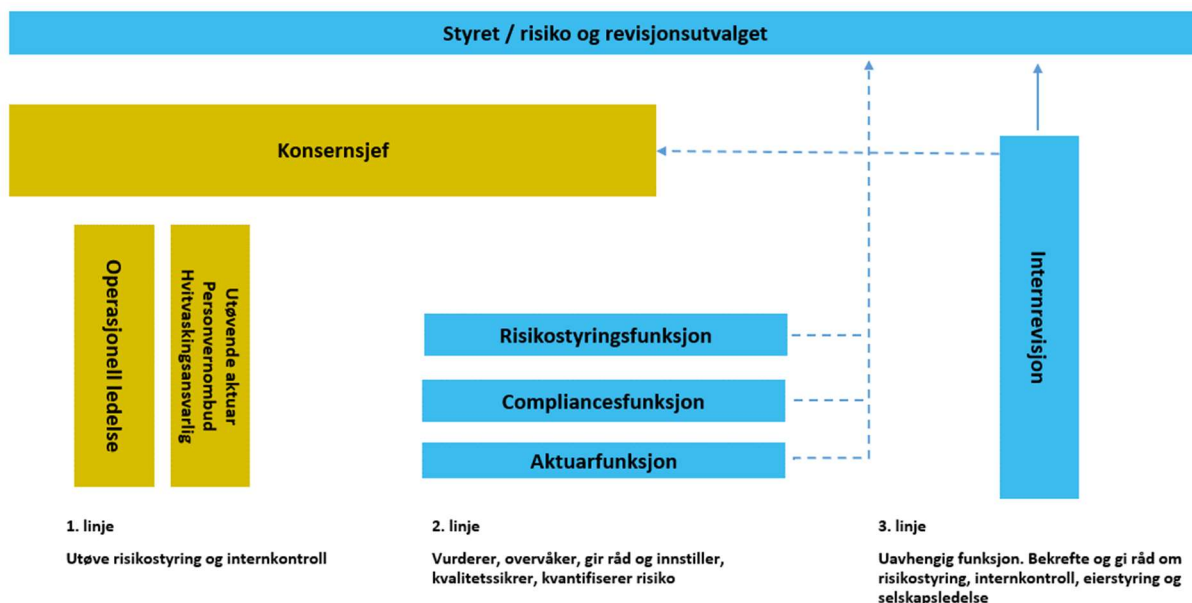 Styret / risiko og revisjonsutvalget
Konsernsjef
Operasjonell ledelse
Utøvende aktuar
Personvernombud
Hvitvaskingsansvarlig
Risikostyringsfunksjon
Compliancesfunksjon
Aktuarfunksjon
Internrevisjon
1. linje
Utøve risikostyring og internkontroll
2. linje
Vurderer, overvåker, gir råd og innstiller,
kvalitetssikrer, kvantifiserer risiko
3. linje
Uavhengig funksjon. Bekrefte og gi råd om
risikostyring, internkontroll, eierstyring og
selskapsledelse